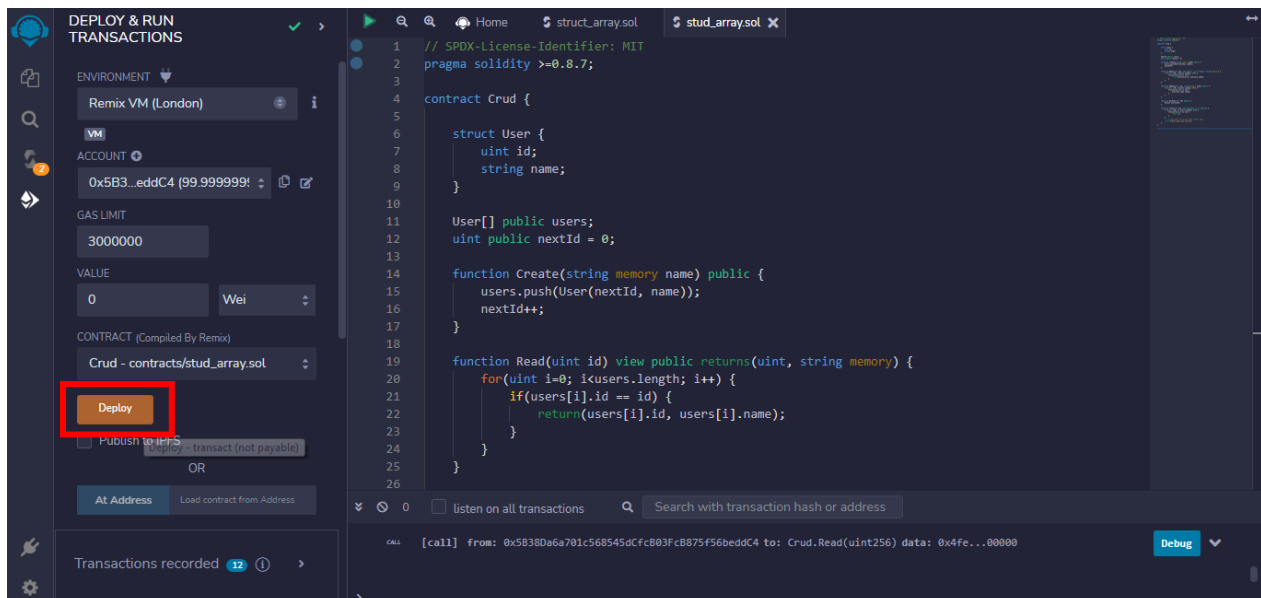 DEPLOY & RUN
TRANSACTIONS
ENVIRONMENT
Remix VM (London)
VM
ACCOUNT
0x5B3...eddC4 (99.9999999
GAS LIMIT
3000000
VALUE
0
Wei
CONTRACT (Compiled By Remix)
Crud - contracts/stud_array.sol
Deploy
Publish to IPFS
Deploy - transact (not payable)
OR
At Address
Load contract from Address
Transactions recorded 12
2
Home
struct_array.sol
stud_array.sol
1 // SPDX-License-Identifier: MIT
2 pragma solidity >=0.8.7;
3
4 contract Crud {
5
6 struct User {
7 uint id;
8 string name;
9 }
10
11 User[] public users;
12 uint public nextId = 0;
13
14 function Create(string memory name) public {
15 users.push(User(nextId, name));
16 nextId++;
17 }
18
19 function Read(uint id) view public returns(uint, string memory) {
20 for(uint i=0; i<users.length; i++) {
21 if(users[i].id == id) {
22 return(users[i].id, users[i].name);
23 }
24 }
25 }
26
0
listen on all transactions
Search with transaction hash or address
CALL [call] from: 0x5B38Da6a701c568545dCfcB03FcB875f56beddC4 to: Crud.Read(uint256) data: 0x4fe...00000
Debug